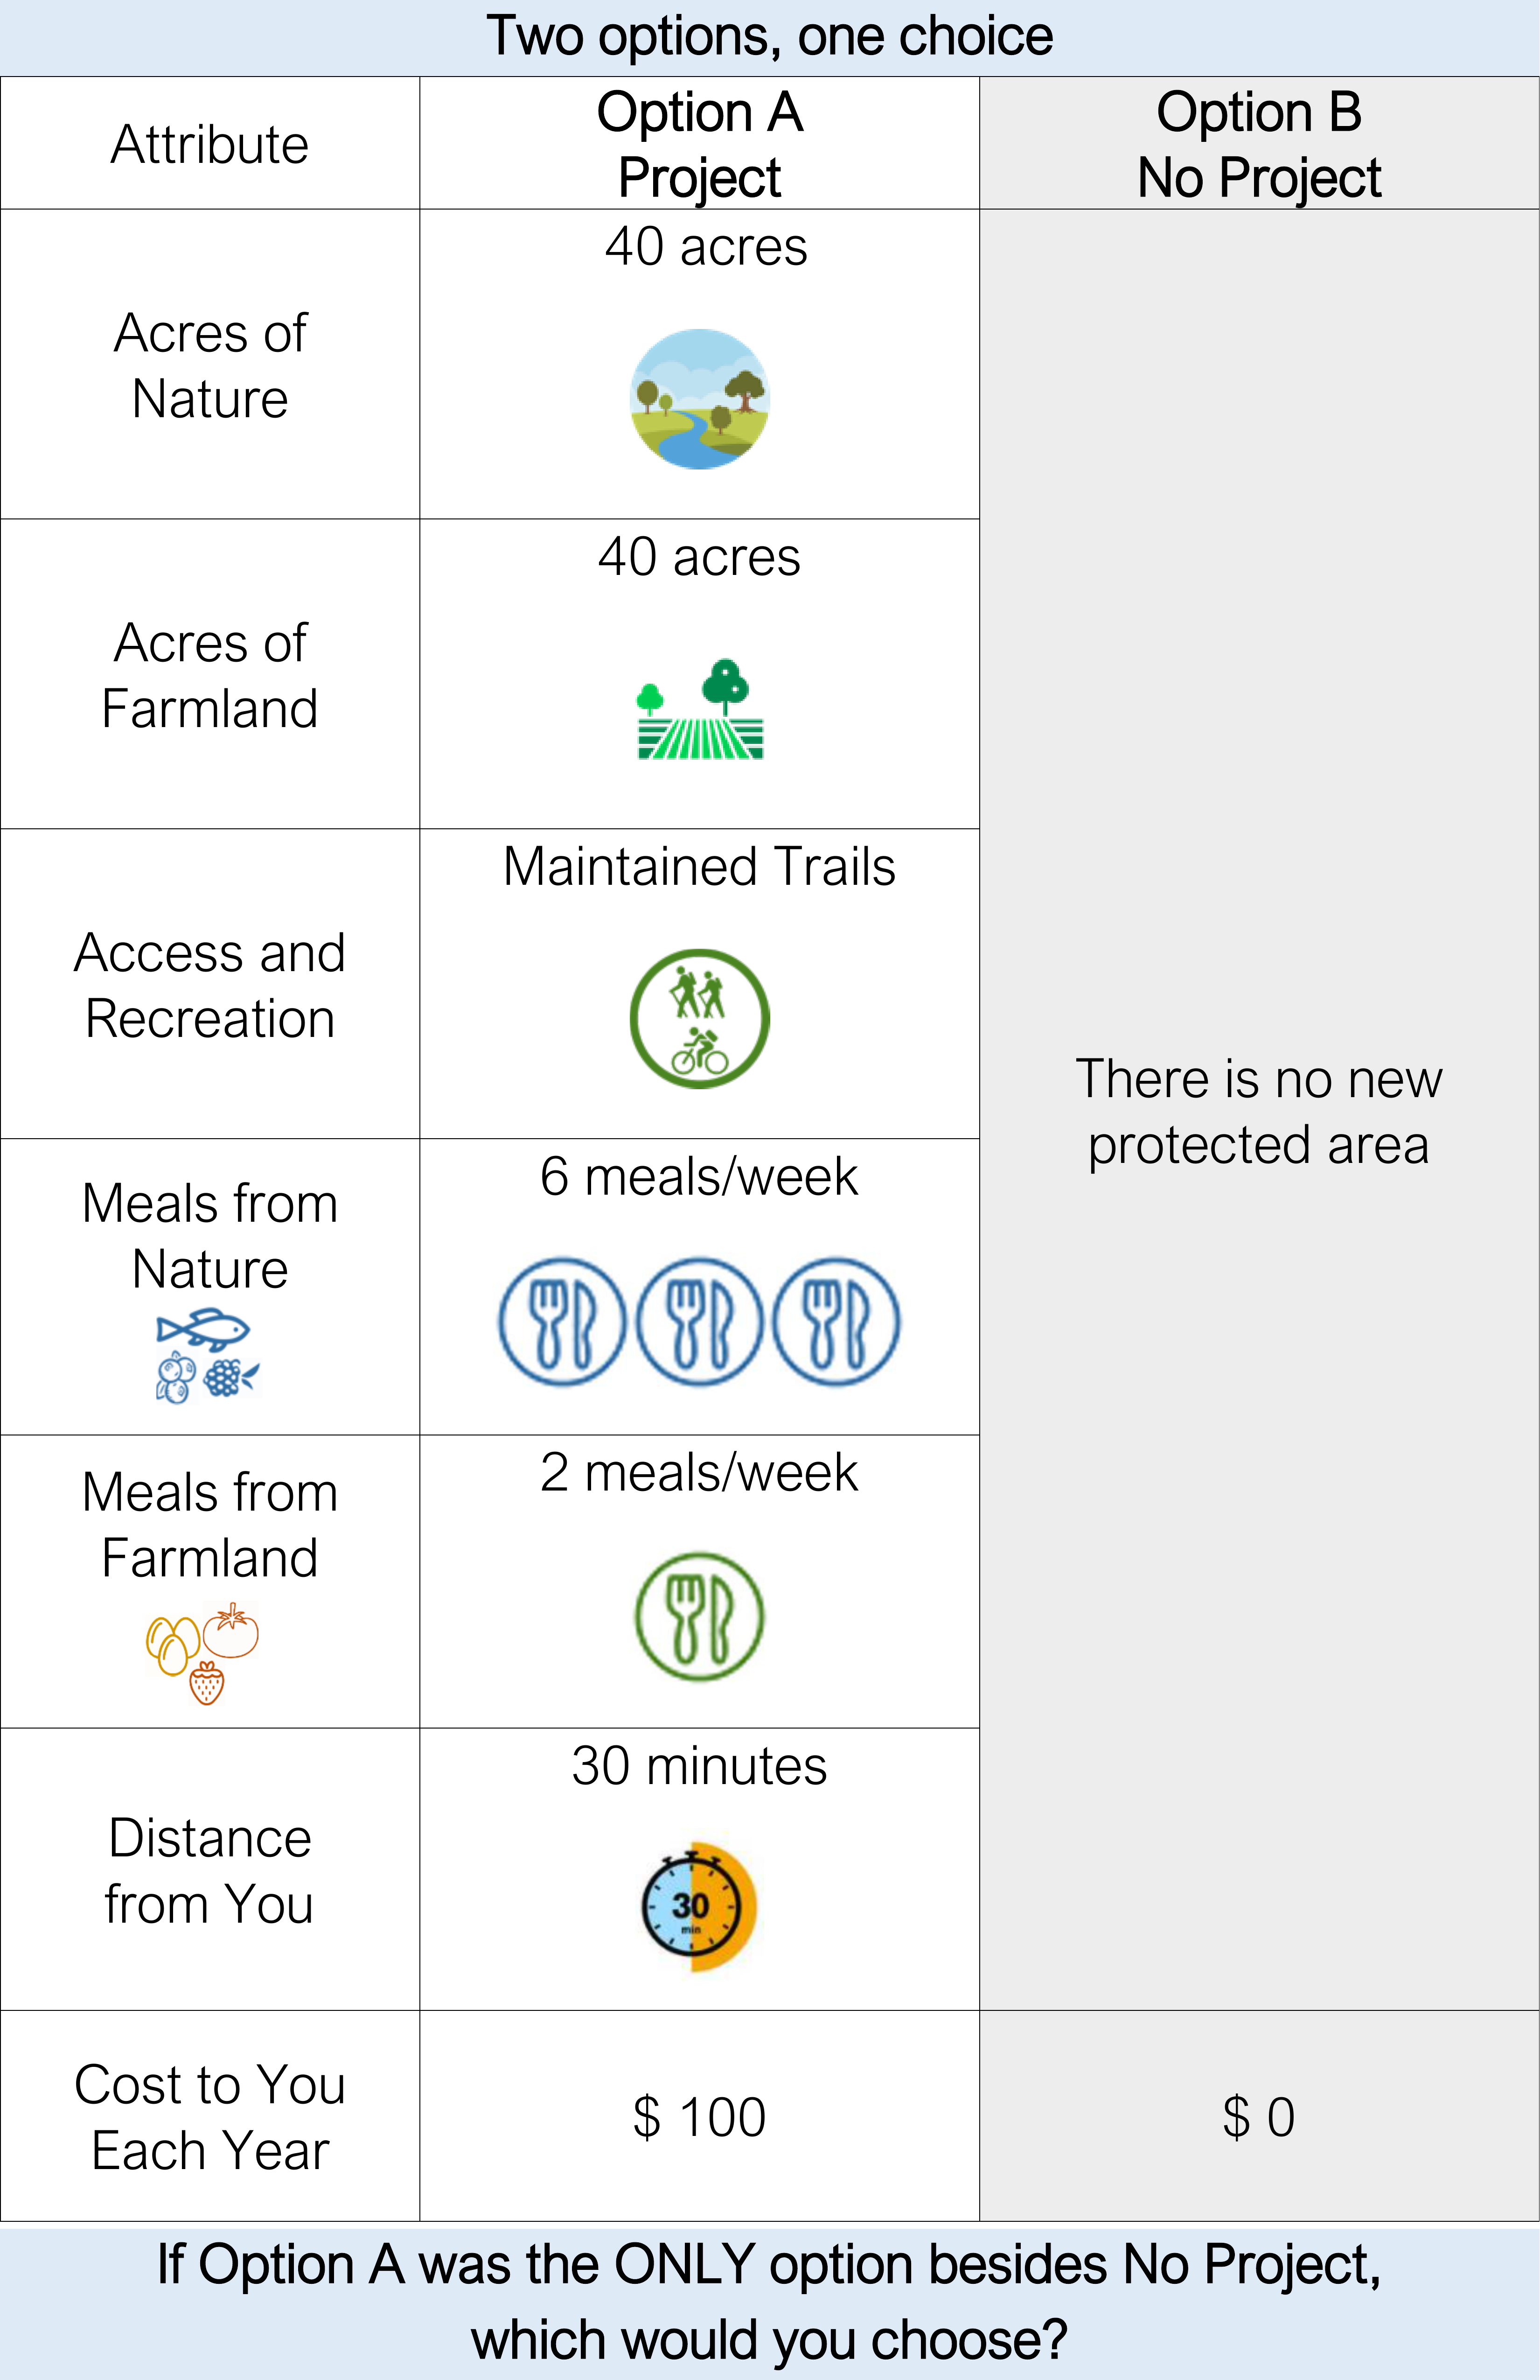 Two options, one choice
Attribute
Option A
Project
Option B
No Project
Acres of
Nature
40 acres
Acres of
Farmland
40 acres
Access and
Recreation
Maintained Trails
There is no new
protected area
Meals from
Nature
6 meals/week
Meals from
Farmland
2 meals/week
Distance
from You
30 minutes
30
min
Cost to You
Each Year
$ 100
$ 0
If Option A was the ONLY option besides No Project,
which would you choose?